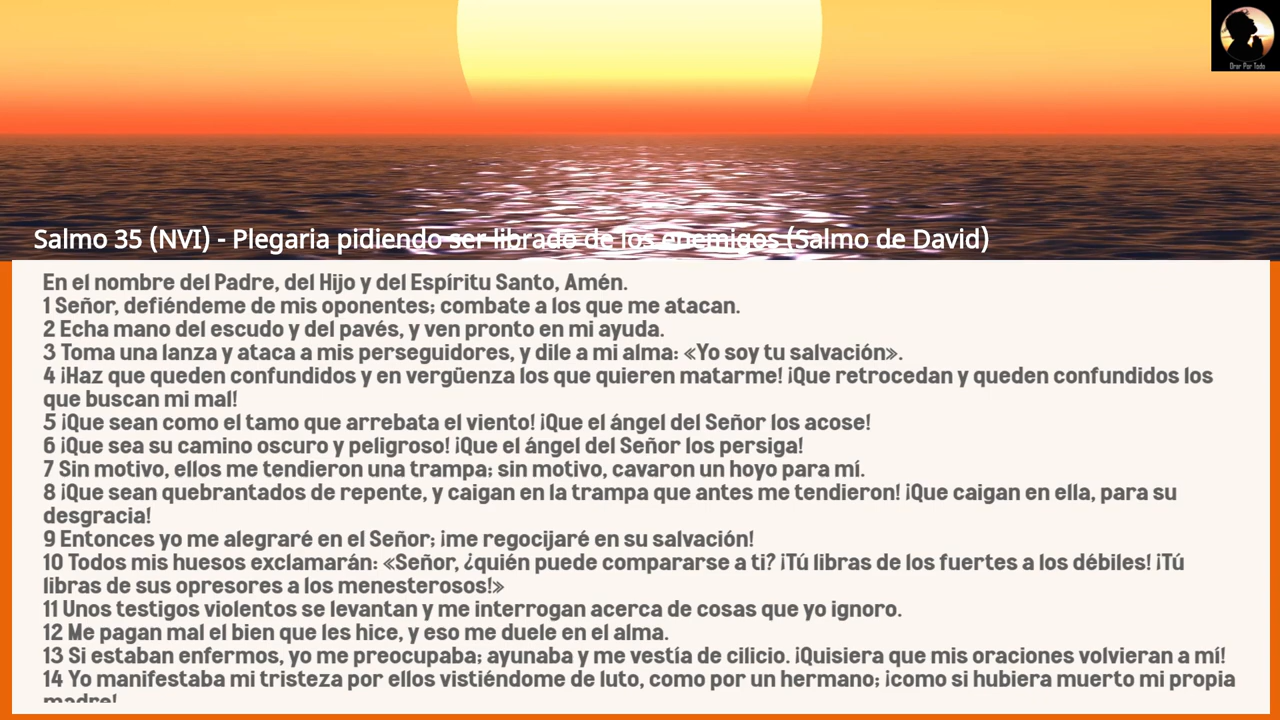 Orar Por Todo
Salmo 35 (NVI) - Plegaria pidiendo ser librado de los enemigos (Salmo de David)
En el nombre del Padre, del Hijo y del Espíritu Santo, Amén.
1 Señor, defiéndeme de mis oponentes; combate a los que me atacan.
2 Echa mano del escudo y del pavés, y ven pronto en mi ayuda.
3 Toma una lanza y ataca a mis perseguidores, y dile a mi alma: «Yo soy tu salvación».
4 ¡Haz que queden confundidos y en vergüenza los que quieren matarme! ¡Que retrocedan y queden confundidos los
que buscan mi mal!
5 ¡Que sean como el tamo que arrebata el viento! ¡Que el ángel del Señor los acose!
6 ¡Que sea su camino oscuro y peligroso! ¡Que el ángel del Señor los persiga!
7 Sin motivo, ellos me tendieron una trampa; sin motivo, cavaron un hoyo para mí.
8 ¡Que sean quebrantados de repente, y caigan en la trampa que antes me tendieron! ¡Que caigan en ella, para su
desgracia!
9 Entonces yo me alegraré en el Señor; ¡me regocijaré en su salvación!
10 Todos mis huesos exclamarán: «Señor, ¿quién puede compararse a ti? ¡Tú libras de los fuertes a los débiles! ¡Tú
libras de sus opresores a los menesterosos!»
11 Unos testigos violentos se levantan y me interrogan acerca de cosas que yo ignoro.
12 Me pagan mal el bien que les hice, y eso me duele en el alma.
13 Si estaban enfermos, yo me preocupaba; ayunaba y me vestía de cilicio. ¡Quisiera que mis oraciones volvieran a mí!
14 Yo manifestaba mi tristeza por ellos vistiéndome de luto, como por un hermano; ¡como si hubiera muerto mi propia
madre!